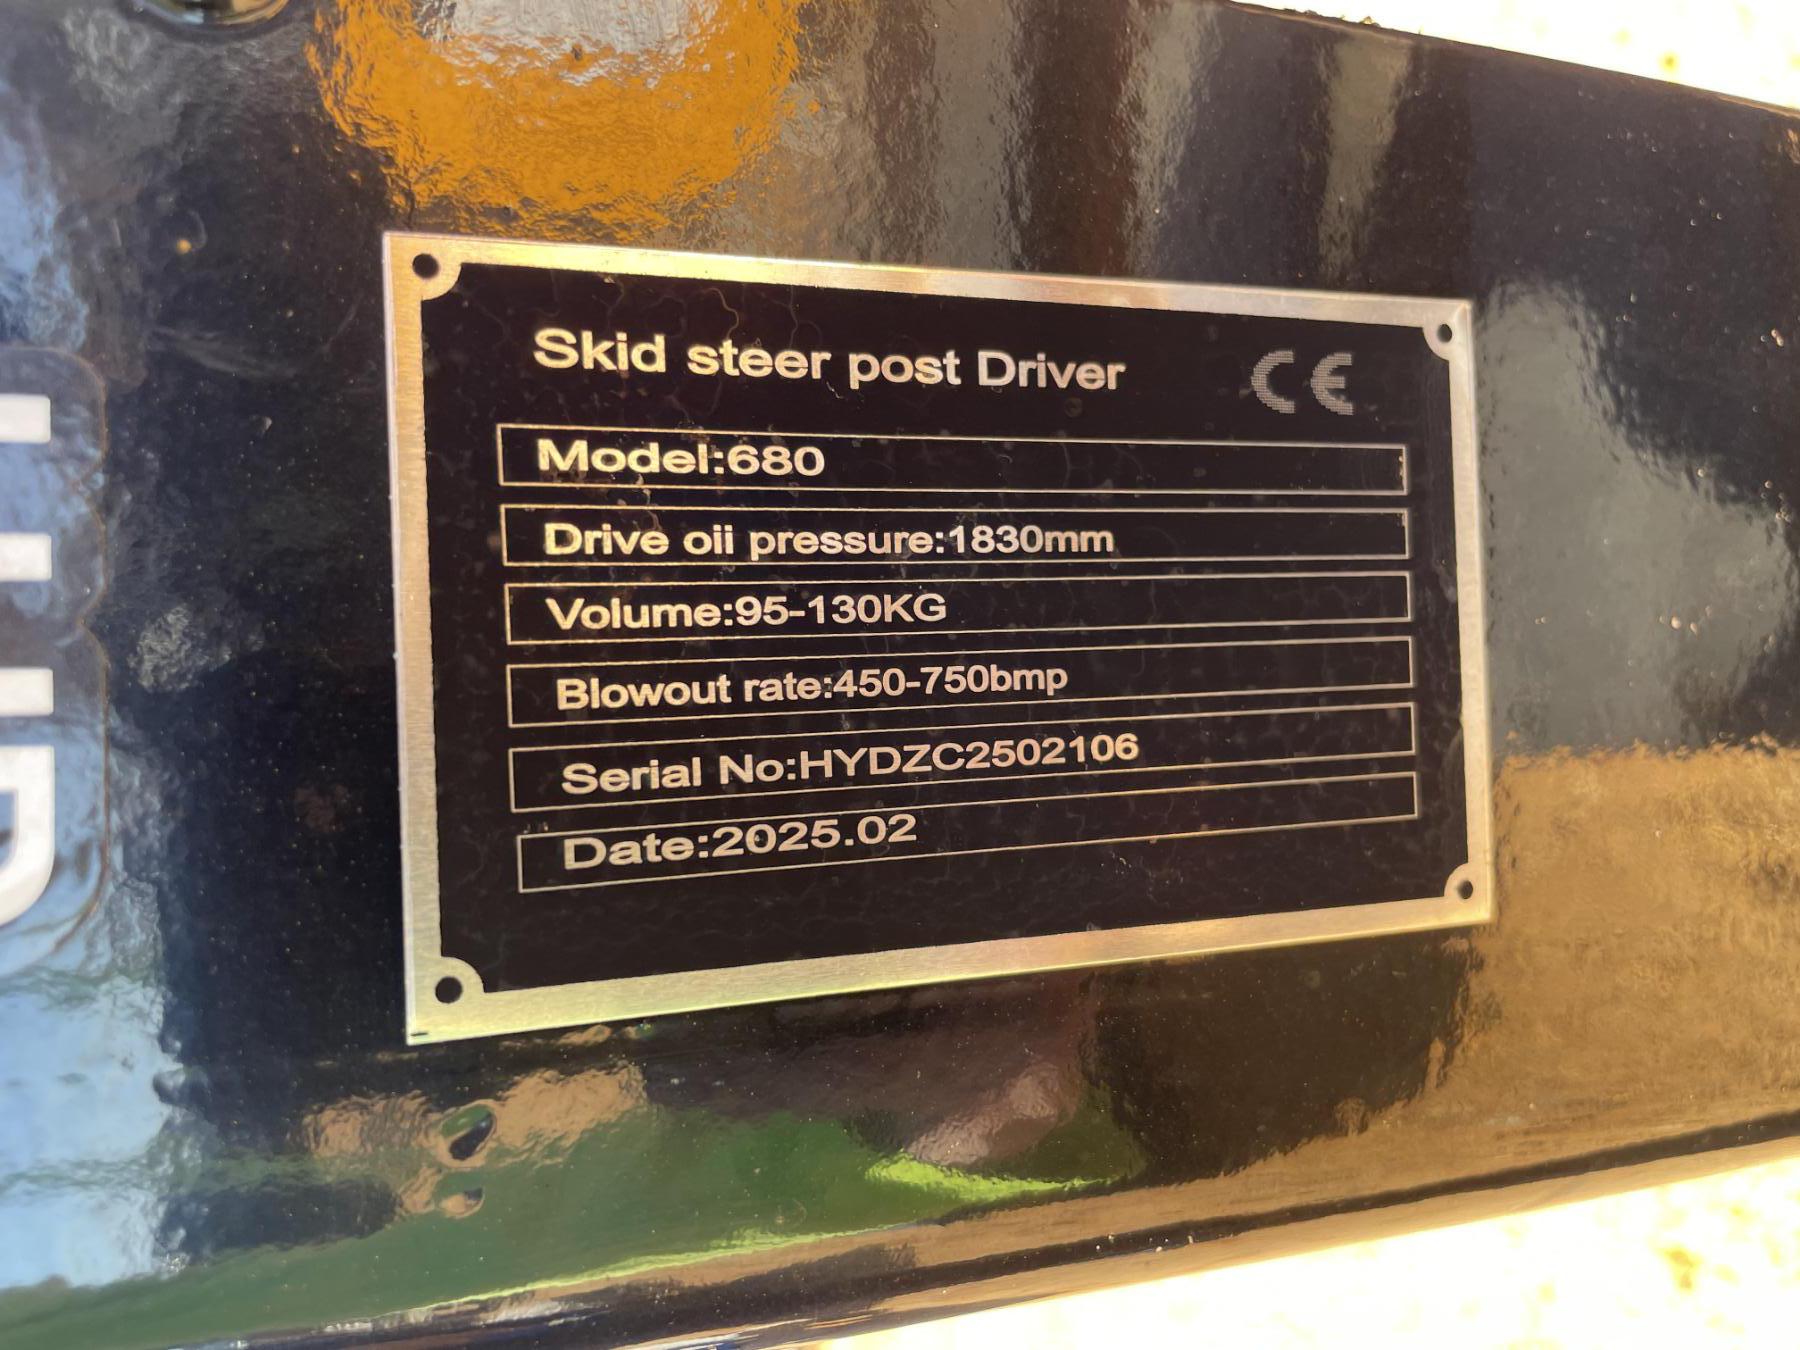 Skid steer post Driver CE
Model:680
Drive oii pressure:1830mm
Volume:95-130KG
Blowout rate:450-750bmp
Serial No:HYDZC2502106
Date:2025.02